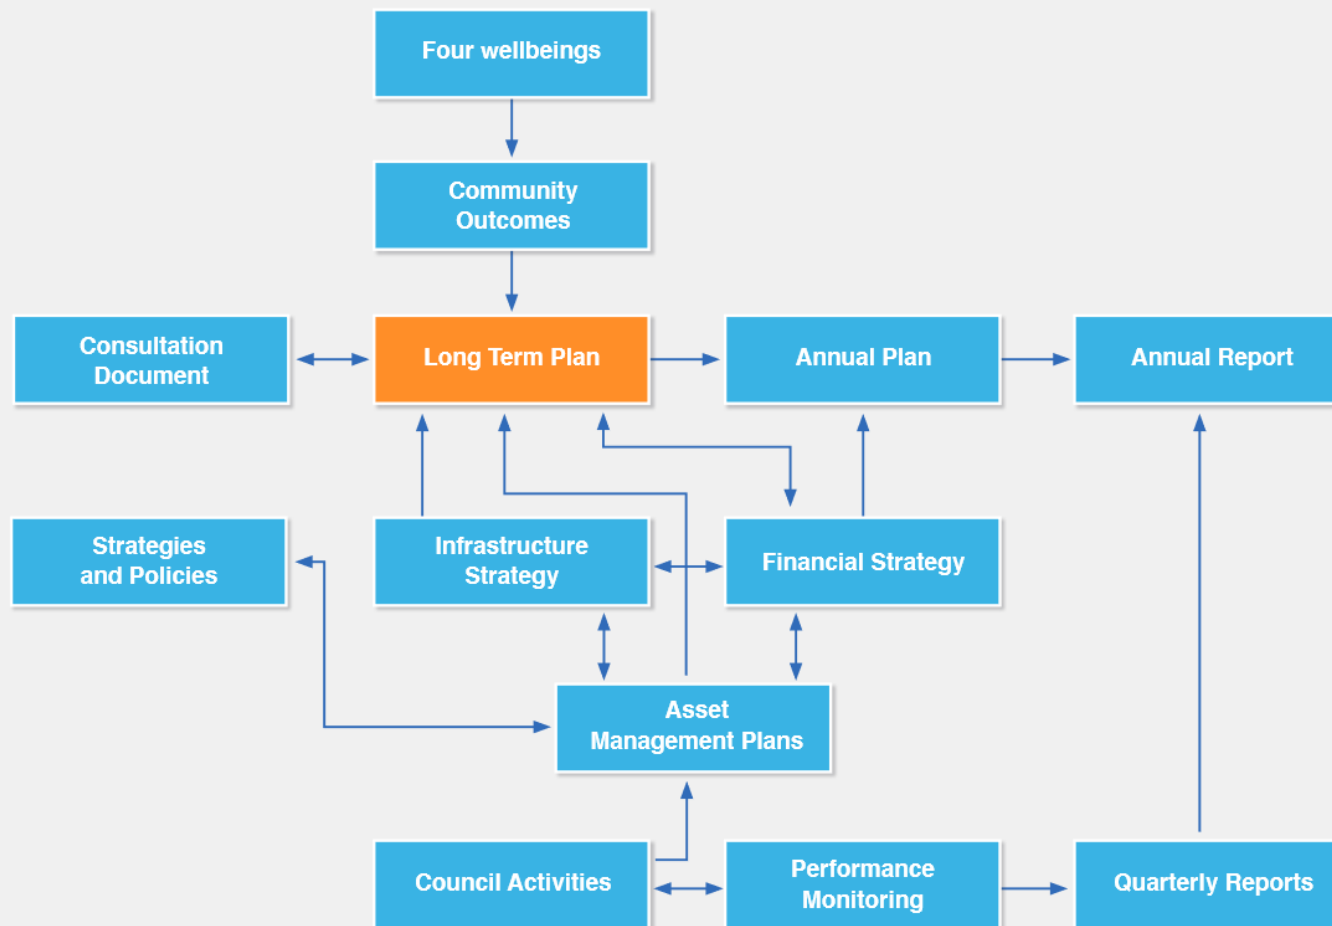 Four wellbeings
Community
Outcomes
Consultation
Document
Long Term Plan
Annual Plan
Annual Report
Strategies
and Policies
Infrastructure
Strategy
Financial Strategy
Asset
Management Plans
Council Activities
Performance
Monitoring
Quarterly Reports